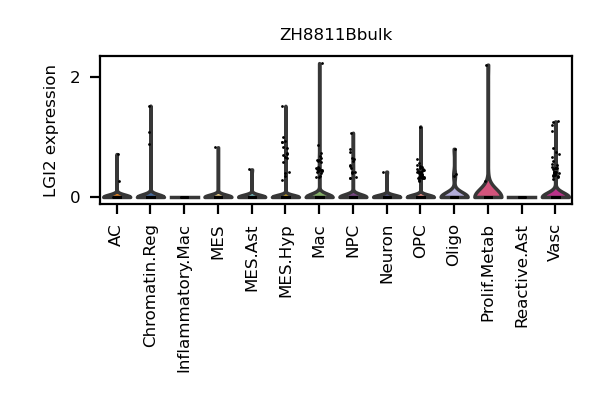 ZH8811Bbulk
LGI2 expression
2
0
AC
Chromatin.Reg
Inflammatory.Mac
MES
MES.Ast
MES.Hyp
Mac
NPC
Neuron
OPC
Oligo
Prolif.Metab
Reactive.Ast
Vasc